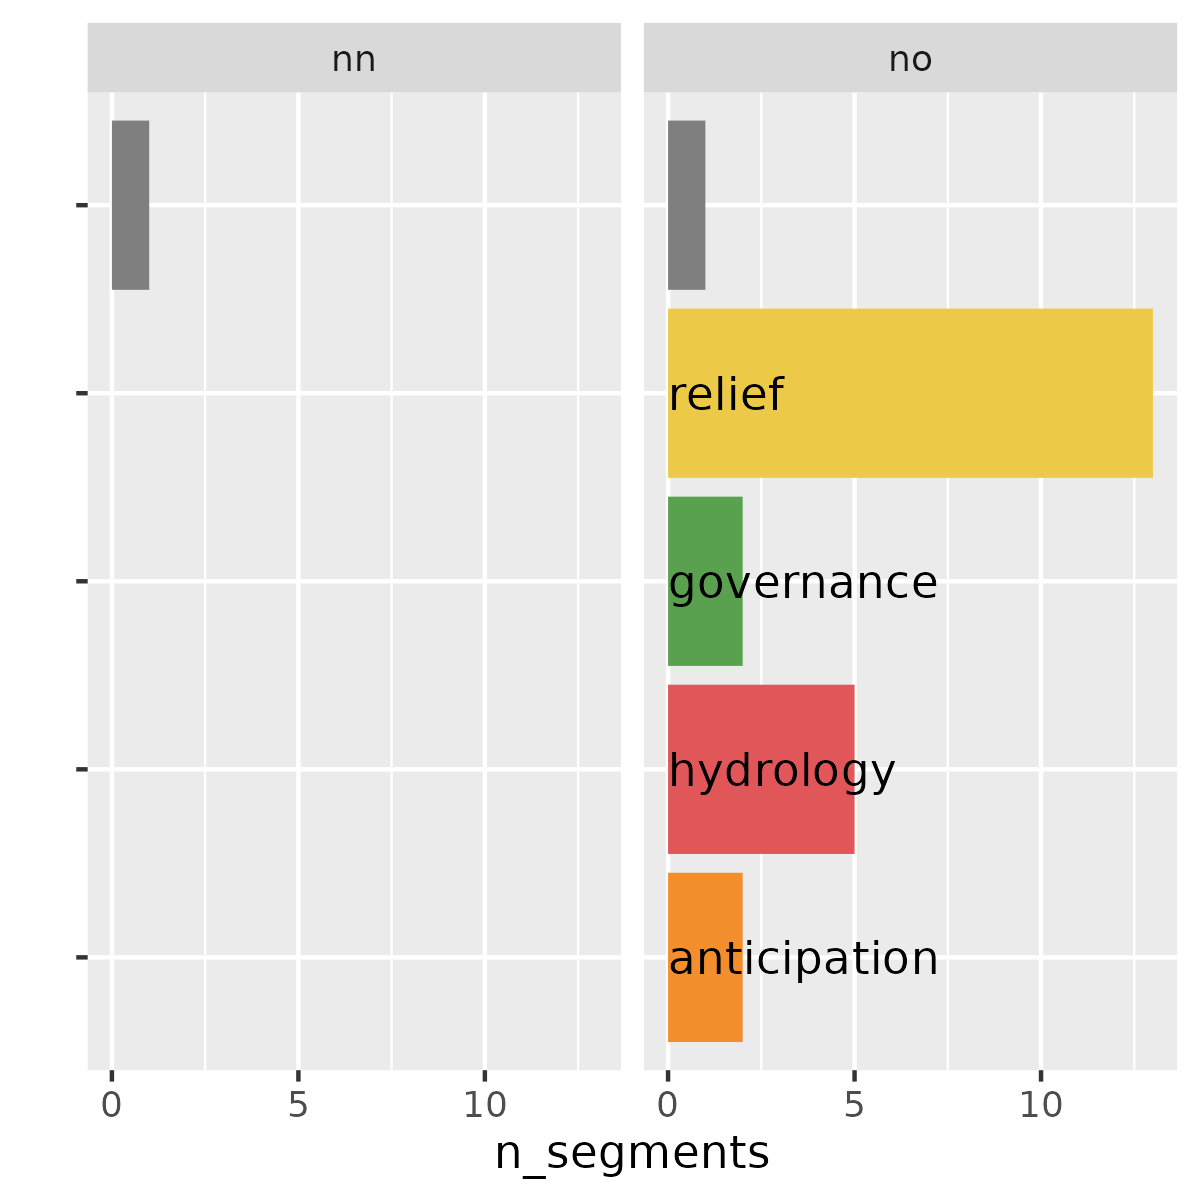 nn
no
relief
governance
hydrology
anticipation
0 5 10
0 5 10
n_segments